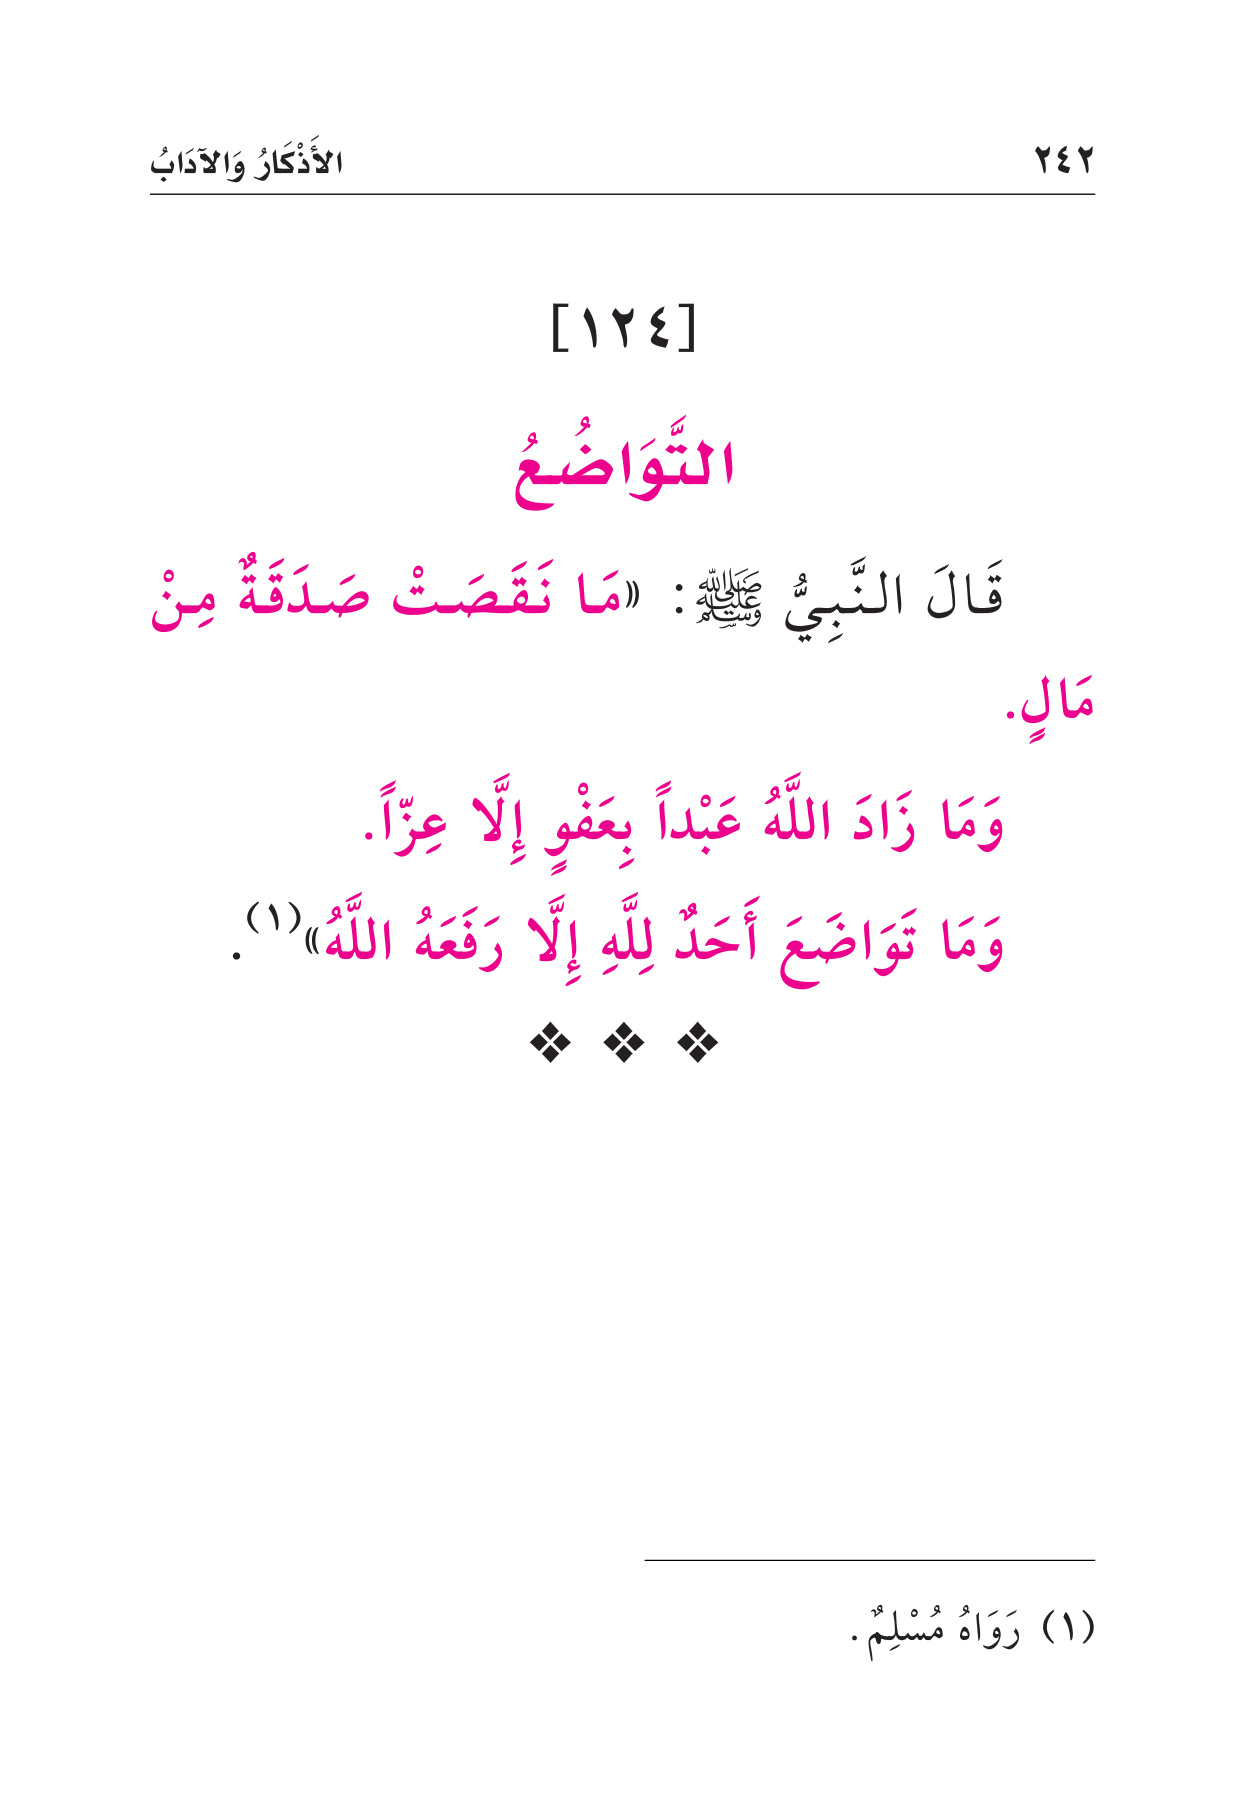 ٢٤٢ الأَذْكَارُ وَالآدَابُ
[١٢٤]
التَّوَاضُعُ
قَالَ النَّبِيُّ ﷺ: «مَا نَقَصَتْ صَدَقَةٌ مِنْ
مَالٍ.
وَمَا زَادَ اللَّهُ عَبْداً بِعَفْوٍ إِلَّا عِزّاً.
وَمَا تَوَاضَعَ أَحَدٌ لِلَّهِ إِلَّا رَفَعَهُ اللَّهُ»(١).
❖ ❖ ❖
(١) رَوَاهُ مُسْلِمٌ.